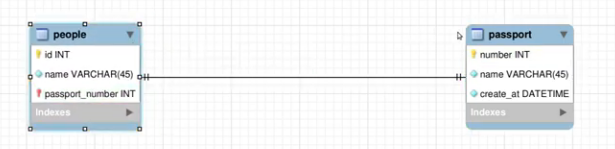 people
id INT
name VARCHAR(45)
passport_number INT
Indexes
passport
number INT
name VARCHAR(45)
create_at DATETIME
Indexes